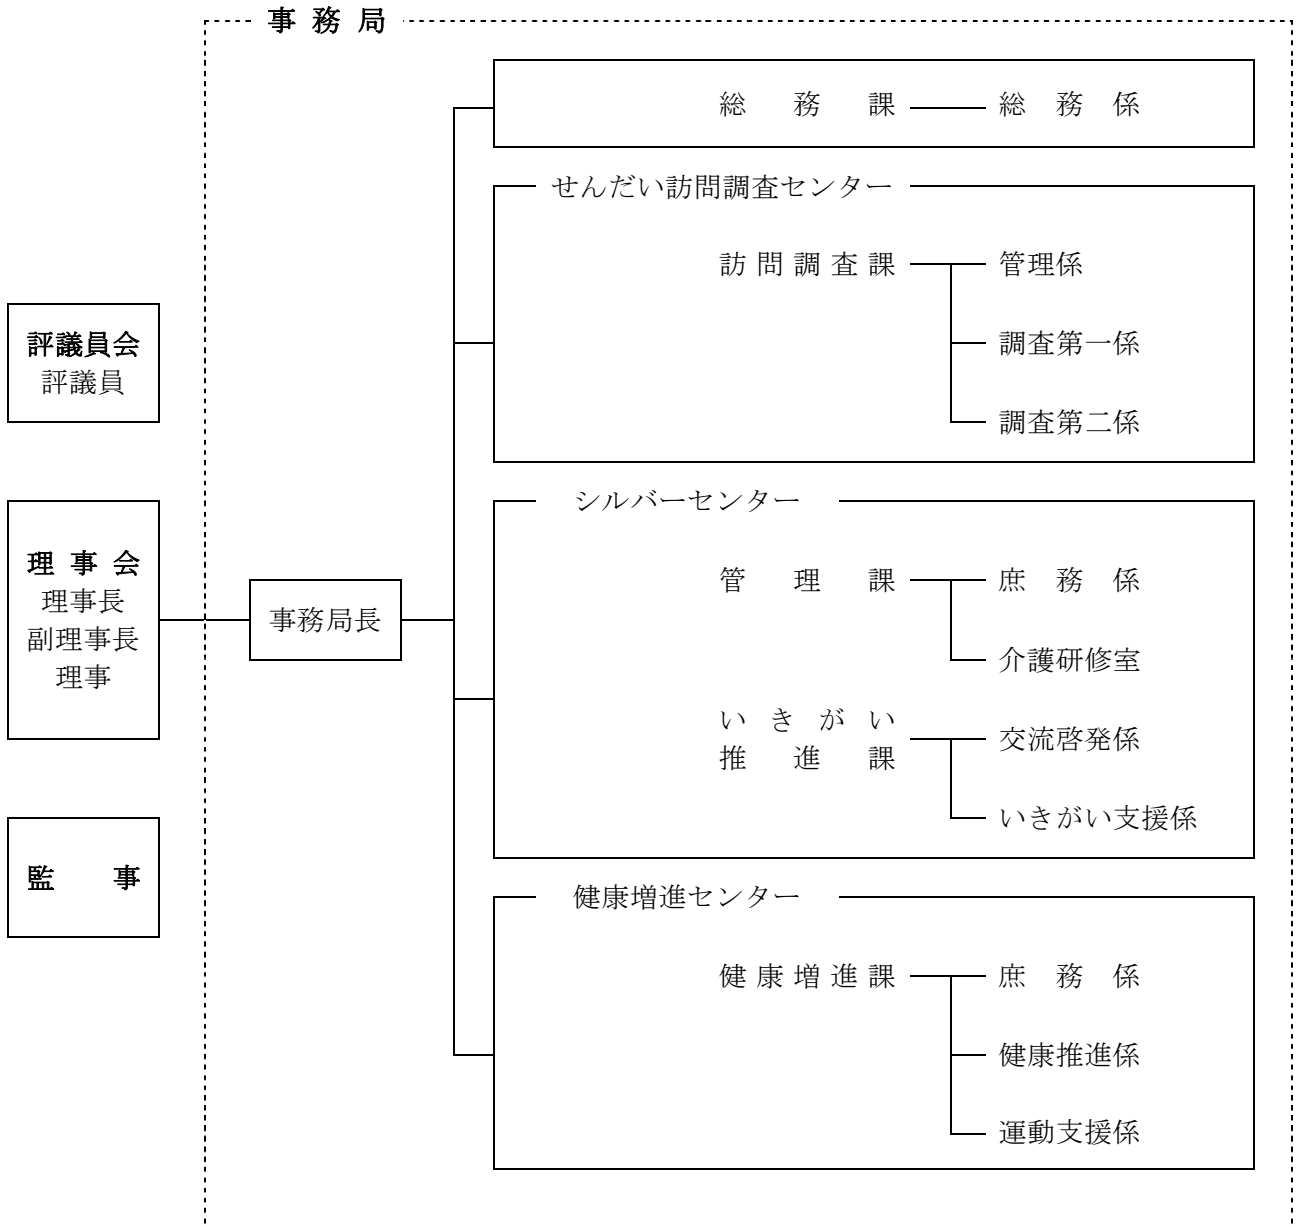 事務局
総務課 総務係
せんだい訪問調査センター
訪問調査課 管理係
調査第一係
調査第二係
評議員会
評議員
シルバーセンター
管理課 庶務係
介護研修室
いきがい
推進課
交流啓発係
いきがい支援係
理事会
理事長
副理事長
理事
事務局長
監事
健康増進センター
健康増進課 庶務係
健康推進係
運動支援係